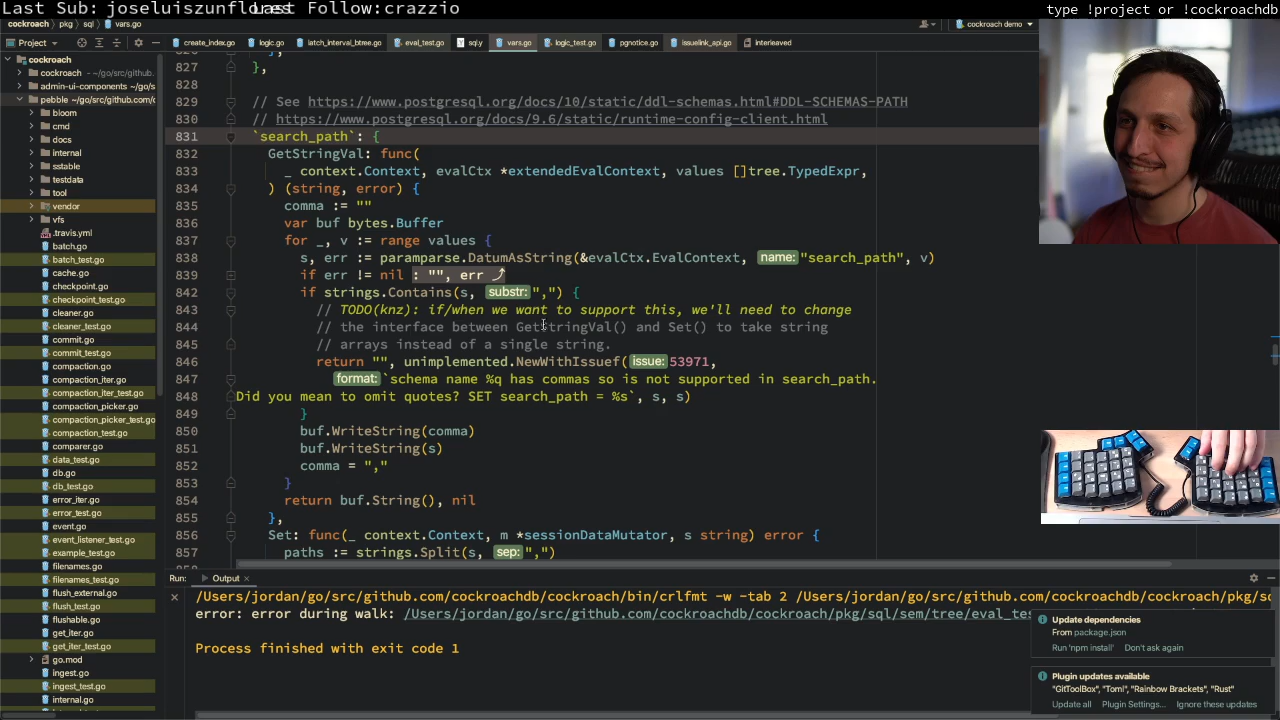 Last Sub: joseluiszunflores
Last Follow:crazzio
type !project or !cockroachdb
cockroach
pkg
sql
vars.go
cockroach demo
Project
create_index.go
logic.go
latch_interval_btree.go
eval_test.go
sql.y
vars.go
logic_test.go
pgnotice.go
issuelink_api.go
interleaved
cockroach
cockroach ~/go/src/github.
admin-ui-components ~/go/s
pebble ~/go/src/github.com/c
bloom
cmd
docs
internal
sstable
testdata
tool
vendor
vfs
.travis.yml
batch.go
batch_test.go
cache.go
checkpoint.go
checkpoint_test.go
cleaner.go
cleaner_test.go
commit.go
commit_test.go
compaction.go
compaction_iter.go
compaction_iter_test.go
compaction_picker.go
compaction_picker_test.go
compaction_test.go
comparer.go
data_test.go
db.go
db_test.go
error_iter.go
error_test.go
event.go
event_listener_test.go
example_test.go
filenames.go
filenames_test.go
flush_external.go
flush_test.go
flushable.go
get_iter.go
get_iter_test.go
go.mod
ingest.go
ingest_test.go
internal.go
827 },
828
829 // See https://www.postgresql.org/docs/10/static/ddl-schemas.html#DDL-SCHEMAS-PATH
830 // https://www.postgresql.org/docs/9.6/static/runtime-config-client.html
831 `search_path`: {
832 GetStringVal: func(
833 _ context.Context, evalCtx *extendedEvalContext, values []tree.TypedExpr,
834 ) (string, error) {
835 comma := ""
836 var buf bytes.Buffer
837 for _, v := range values {
838 s, err := paramparse.DatumAsString(&evalCtx.EvalContext, name: "search_path", v)
839 if err != nil : "", err
842 if strings.Contains(s, substr: ",") {
843 // TODO(knz): if/when we want to support this, we'll need to change
844 // the interface between GetStringVal() and Set() to take string
845 // arrays instead of a single string.
846 return "", unimplemented.NewWithIssuef( issue: 53971,
847 format: `schema name %q has commas so is not supported in search_path.
848 Did you mean to omit quotes? SET search_path = %s`, s, s)
849 }
850 buf.WriteString(comma)
851 buf.WriteString(s)
852 comma = ","
853 }
854 return buf.String(), nil
855 },
856 Set: func(_ context.Context, m *sessionDataMutator, s string) error {
857 paths := strings.Split(s, sep: ",")
Run: Output
/Users/jordan/go/src/github.com/cockroachdb/cockroach/bin/crlfmt -w -tab 2 /Users/jordan/go/src/github.com/cockroachdb/cockroach/pkg/sq
error: error during walk: /Users/jordan/go/src/github.com/cockroachdb/cockroach/pkg/sql/sem/tree/eval_tes
Process finished with exit code 1
Update dependencies
From package.json
Run 'npm install' Don't ask again
Plugin updates available
"GitToolBox", "Toml", "Rainbow Brackets", "Rust"
Update all Plugin Settings... Ignore these updates